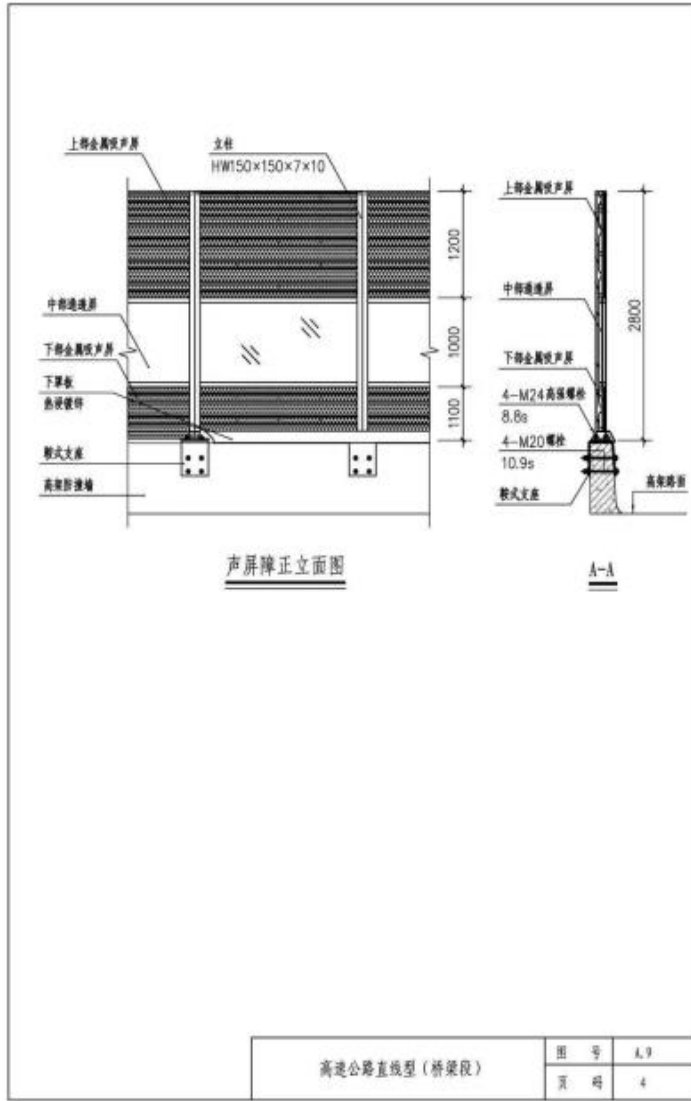 上部金属吸声屏
立柱
HW150×150×7×10
中部通透屏
下部金属吸声屏
下罩板
热浸镀锌
鞍式支座
高架防撞墙
1200
1000
1100
声屏障正立面图
上部金属吸声屏
中部通透屏
下部金属吸声屏
4-M24高强螺栓
8.8s
4-M20螺栓
10.9s
鞍式支座
2800
高架路面
A-A
高速公路直线型（桥梁段）
图 号
A.9
页 码
4